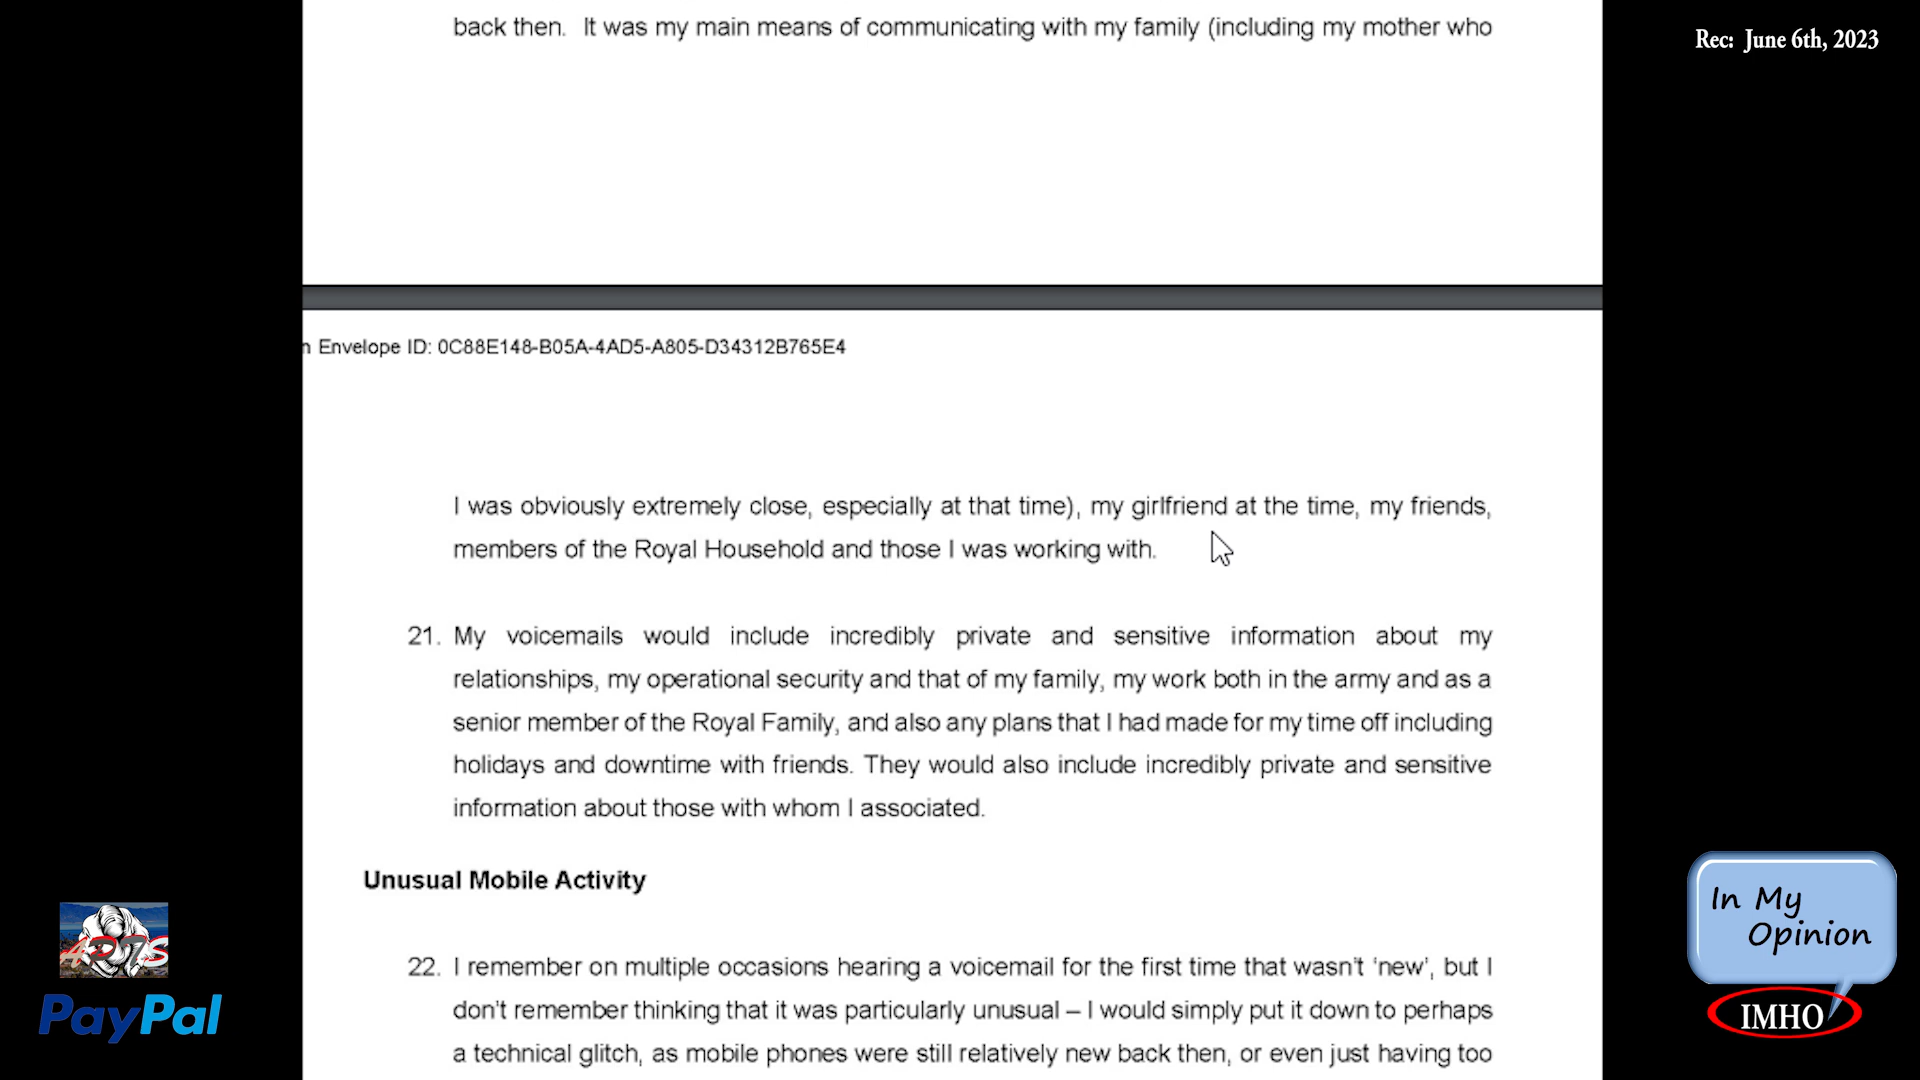 back then. It was my main means of communicating with my family (including my mother who
Rec: June 6th, 2023
Envelope ID: 0C88E148-B05A-4AD5-A805-D34312B765E4
I was obviously extremely close, especially at that time), my girlfriend at the time, my friends,
members of the Royal Household and those I was working with.
21. My voicemails would include incredibly private and sensitive information about my
relationships, my operational security and that of my family, my work both in the army and as a
senior member of the Royal Family, and also any plans that I had made for my time off including
holidays and downtime with friends. They would also include incredibly private and sensitive
information about those with whom I associated.
Unusual Mobile Activity
22. I remember on multiple occasions hearing a voicemail for the first time that wasn't 'new', but I
don't remember thinking that it was particularly unusual – I would simply put it down to perhaps
a technical glitch, as mobile phones were still relatively new back then, or even just having too
PayPal
In My
Opinion
IMHO